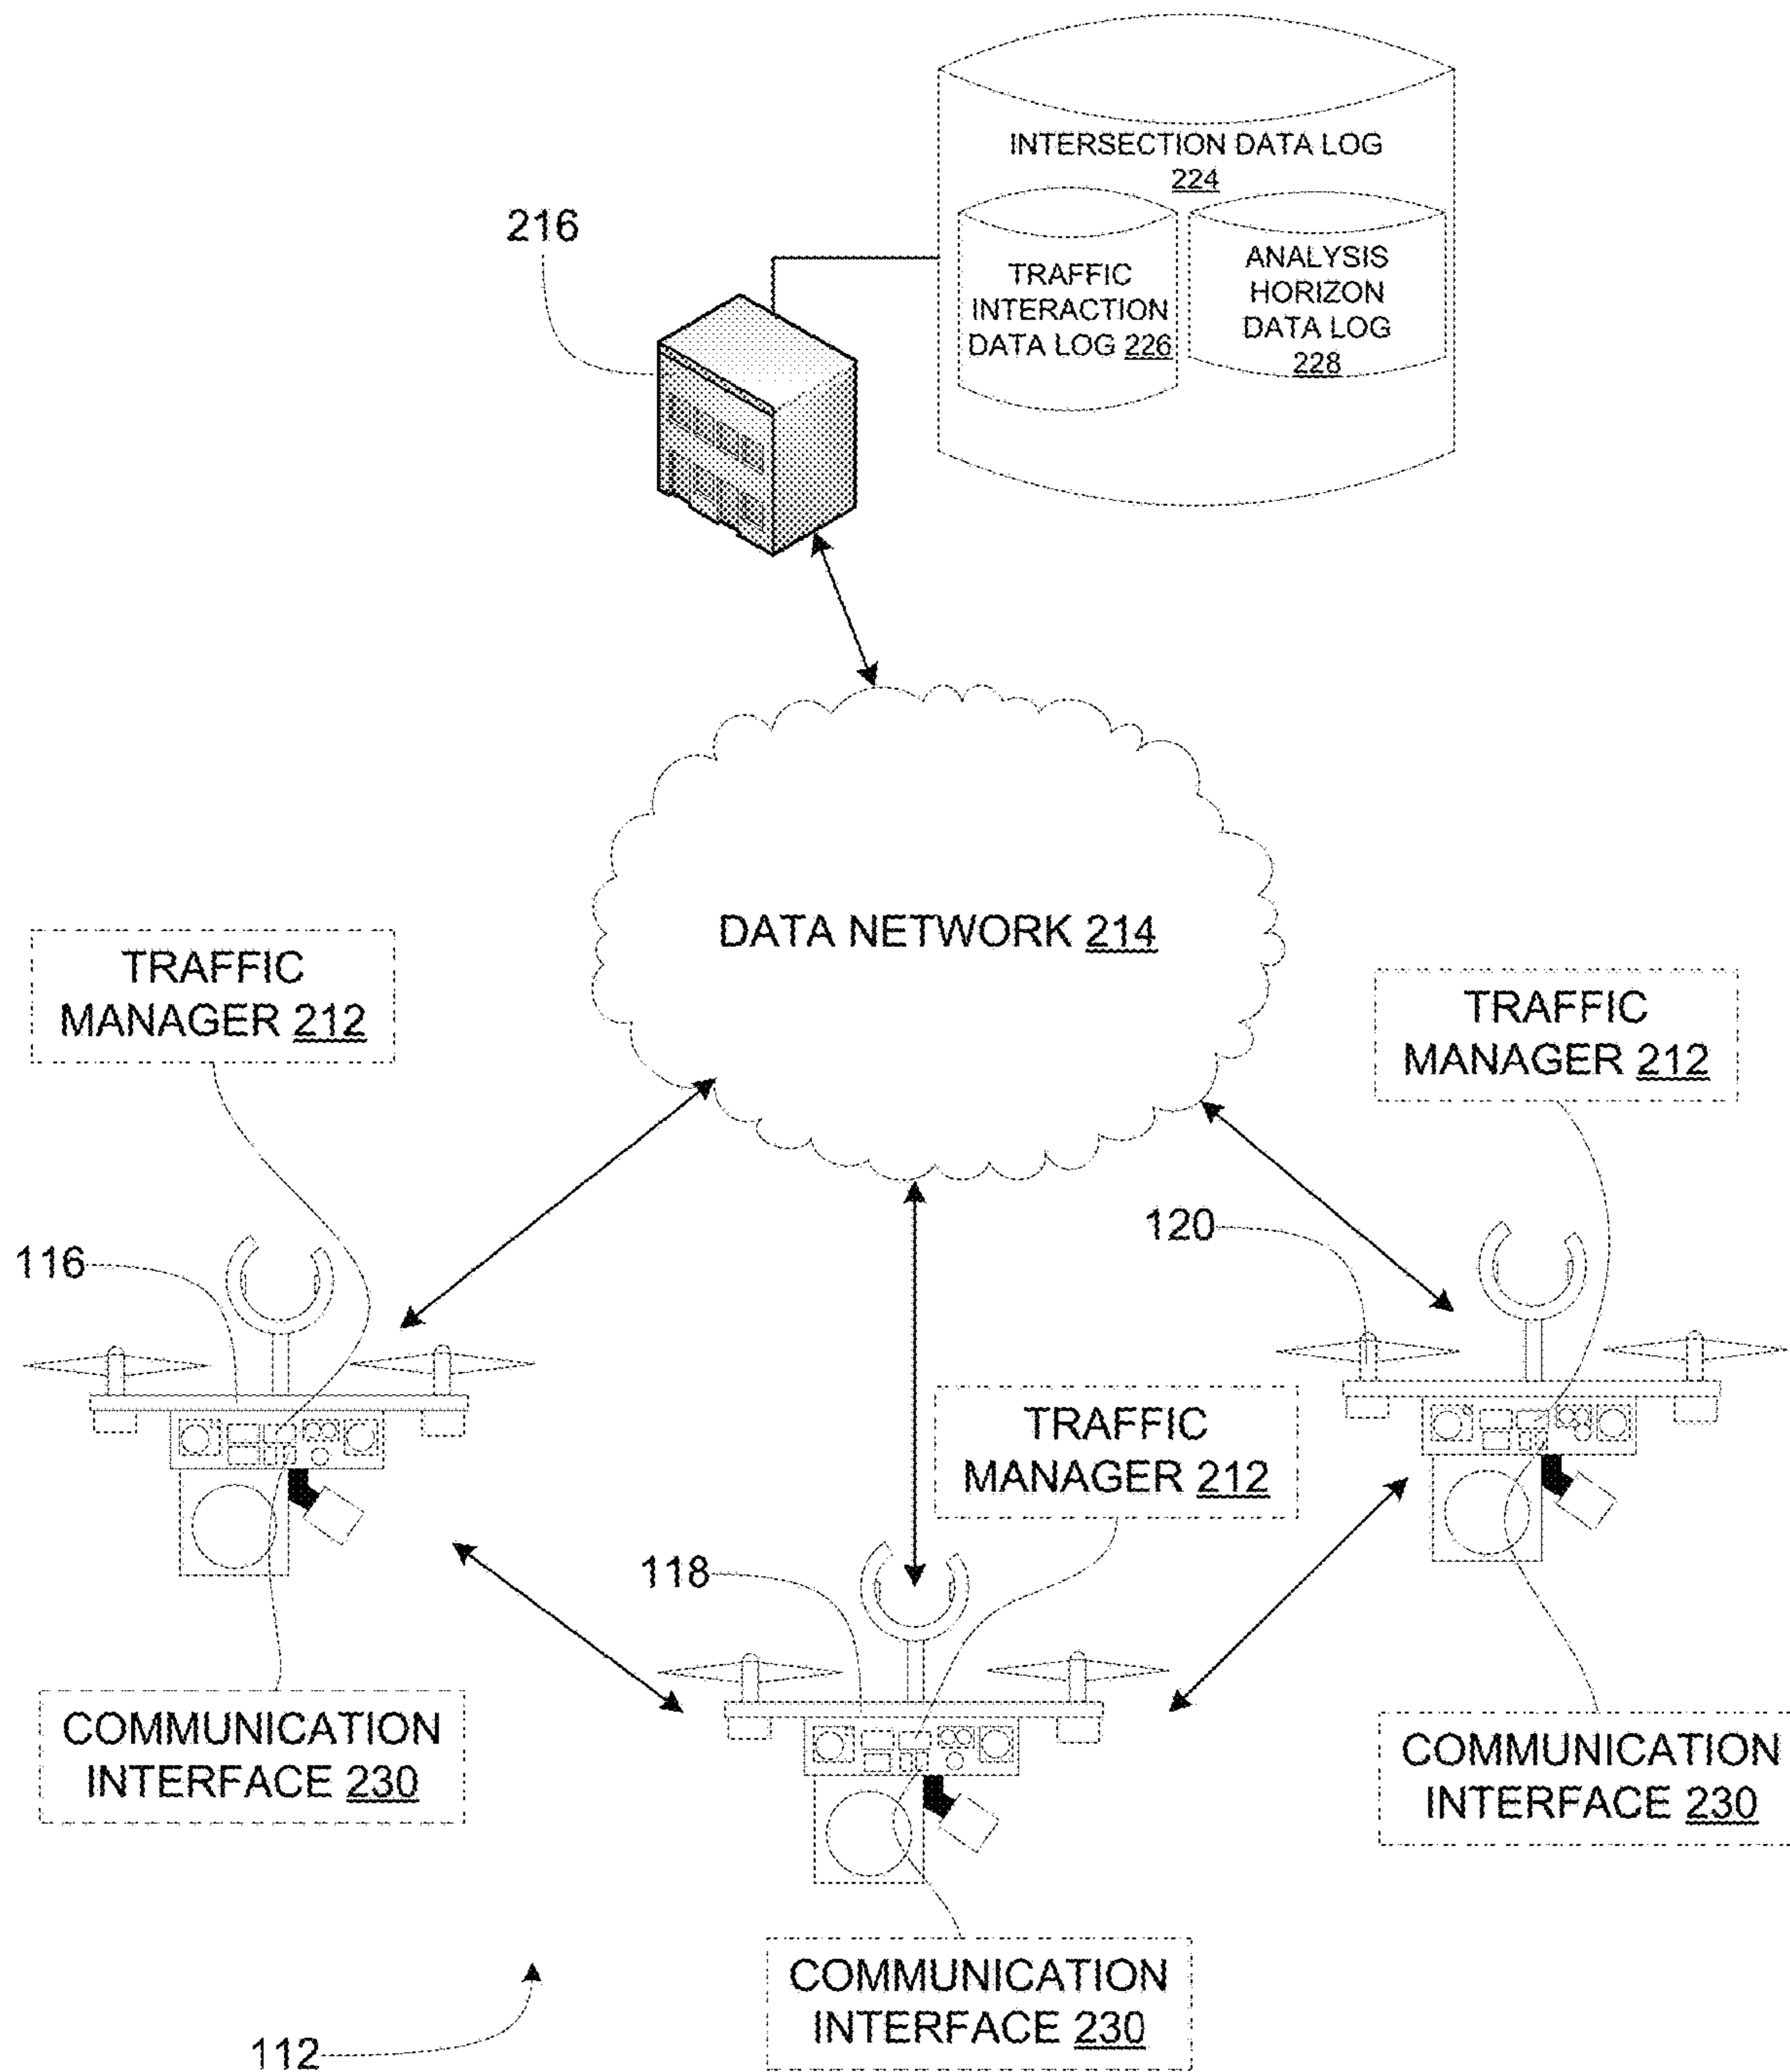 INTERSECTION DATA LOG
224
216
TRAFFIC
INTERACTION
DATA LOG 226
ANALYSIS
HORIZON
DATA LOG
228
DATA NETWORK 214
TRAFFIC
MANAGER 212
TRAFFIC
MANAGER 212
116
120
TRAFFIC
MANAGER 212
118
COMMUNICATION
INTERFACE 230
COMMUNICATION
INTERFACE 230
COMMUNICATION
INTERFACE 230
112